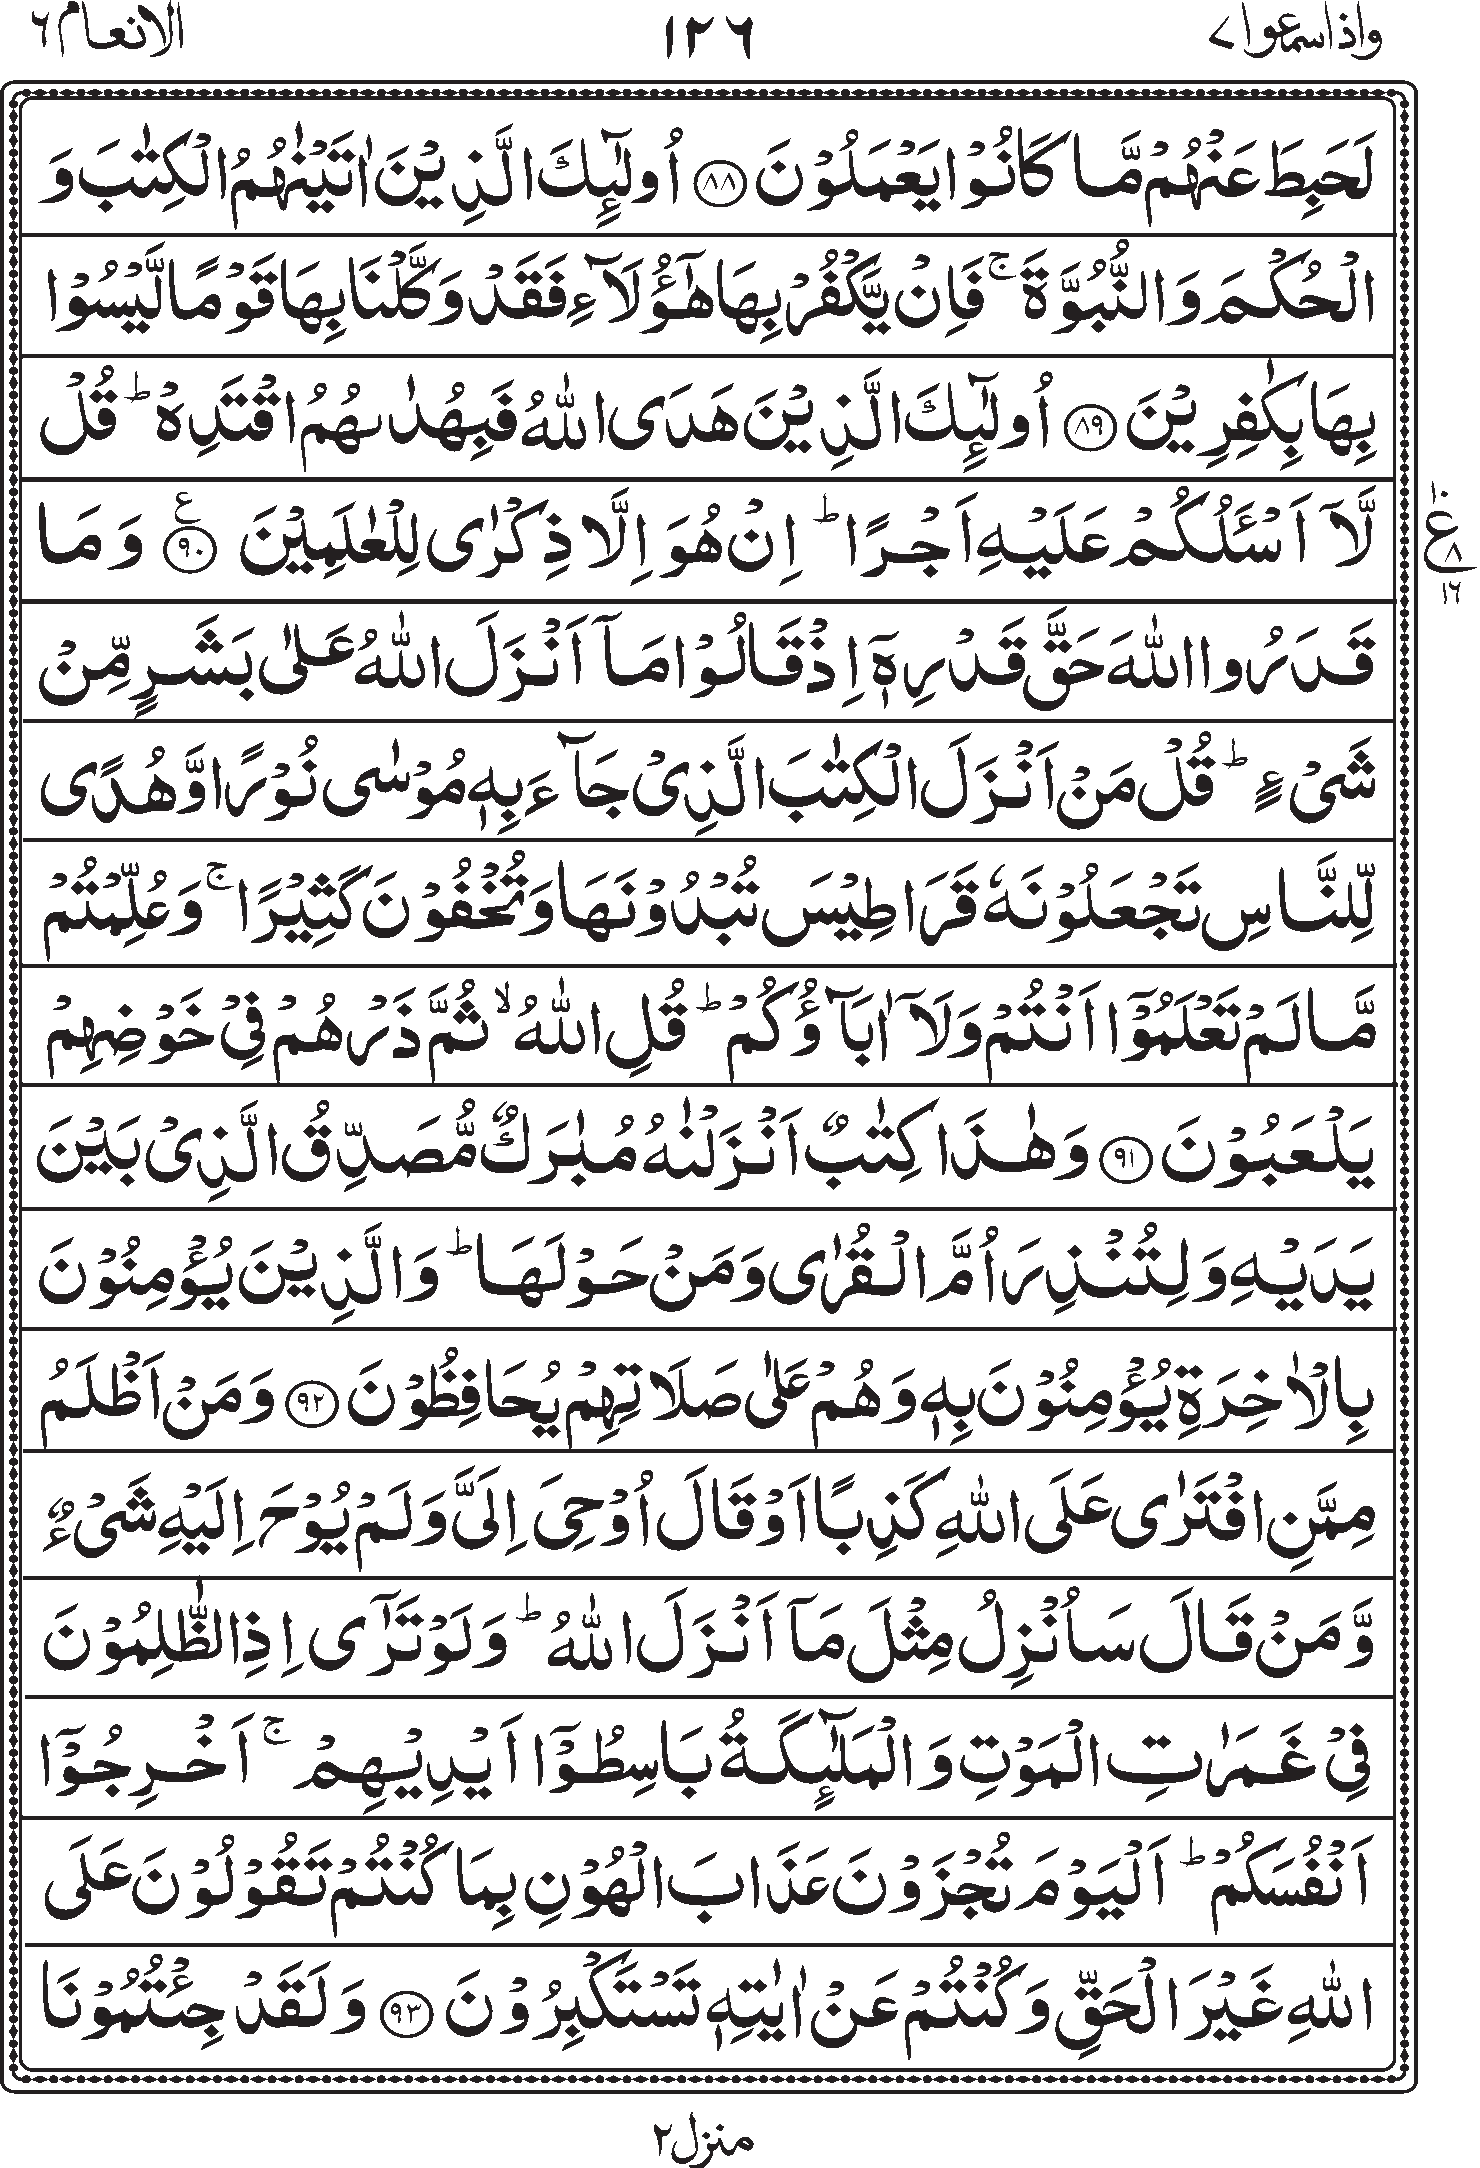 واذا سمعوا ٧ ١٢٦ الانعام ٦
لَحَبِطَ عَنْهُمْ مَّا كَانُوْا يَعْمَلُوْنَ ﴿٨٨﴾ اُولٰٓئِكَ الَّذِيْنَ اٰتَيْنٰهُمُ الْكِتٰبَ وَ
الْحُكْمَ وَالنُّبُوَّةَ ۚ فَاِنْ يَّكْفُرْ بِهَا هٰٓؤُلَآءِ فَقَدْ وَكَّلْنَا بِهَا قَوْمًا لَّيْسُوْا
بِهَا بِكٰفِرِيْنَ ﴿٨٩﴾ اُولٰٓئِكَ الَّذِيْنَ هَدَى اللّٰهُ فَبِهُدٰىهُمُ اقْتَدِهْ ؕ قُلْ
لَّآ اَسْـَٔلُكُمْ عَلَيْهِ اَجْرًا ؕ اِنْ هُوَ اِلَّا ذِكْرٰى لِلْعٰلَمِيْنَ ﴿٩٠﴾ ع وَمَا
١٠ ع ٨ ١٦
قَدَرُوا اللّٰهَ حَقَّ قَدْرِهٖٓ اِذْ قَالُوْا مَآ اَنْزَلَ اللّٰهُ عَلٰى بَشَرٍ مِّنْ
شَيْءٍ ؕ قُلْ مَنْ اَنْزَلَ الْكِتٰبَ الَّذِيْ جَآءَ بِهٖ مُوْسٰى نُوْرًا وَّهُدًى
لِّلنَّاسِ تَجْعَلُوْنَهٗ قَرَاطِيْسَ تُبْدُوْنَهَا وَتُخْفُوْنَ كَثِيْرًا ۚ وَعُلِّمْتُمْ
مَّا لَمْ تَعْلَمُوْٓا اَنْتُمْ وَلَآ اٰبَآؤُكُمْ ؕ قُلِ اللّٰهُ ۙ ثُمَّ ذَرْهُمْ فِيْ خَوْضِهِمْ
يَلْعَبُوْنَ ﴿٩١﴾ وَهٰذَا كِتٰبٌ اَنْزَلْنٰهُ مُبٰرَكٌ مُّصَدِّقُ الَّذِيْ بَيْنَ
يَدَيْهِ وَلِتُنْذِرَ اُمَّ الْقُرٰى وَمَنْ حَوْلَهَا ؕ وَالَّذِيْنَ يُؤْمِنُوْنَ
بِالْاٰخِرَةِ يُؤْمِنُوْنَ بِهٖ وَهُمْ عَلٰى صَلَاتِهِمْ يُحَافِظُوْنَ ﴿٩٢﴾ وَمَنْ اَظْلَمُ
مِمَّنِ افْتَرٰى عَلَى اللّٰهِ كَذِبًا اَوْ قَالَ اُوْحِيَ اِلَيَّ وَلَمْ يُوْحَ اِلَيْهِ شَيْءٌ
وَّمَنْ قَالَ سَاُنْزِلُ مِثْلَ مَآ اَنْزَلَ اللّٰهُ ؕ وَلَوْ تَرٰٓى اِذِ الظّٰلِمُوْنَ
فِيْ غَمَرٰتِ الْمَوْتِ وَالْمَلٰٓئِكَةُ بَاسِطُوْٓا اَيْدِيْهِمْ ۚ اَخْرِجُوْٓا
اَنْفُسَكُمْ ؕ اَلْيَوْمَ تُجْزَوْنَ عَذَابَ الْهُوْنِ بِمَا كُنْتُمْ تَقُوْلُوْنَ عَلَى
اللّٰهِ غَيْرَ الْحَقِّ وَكُنْتُمْ عَنْ اٰيٰتِهٖ تَسْتَكْبِرُوْنَ ﴿٩٣﴾ وَلَقَدْ جِئْتُمُوْنَا
منزل ٢